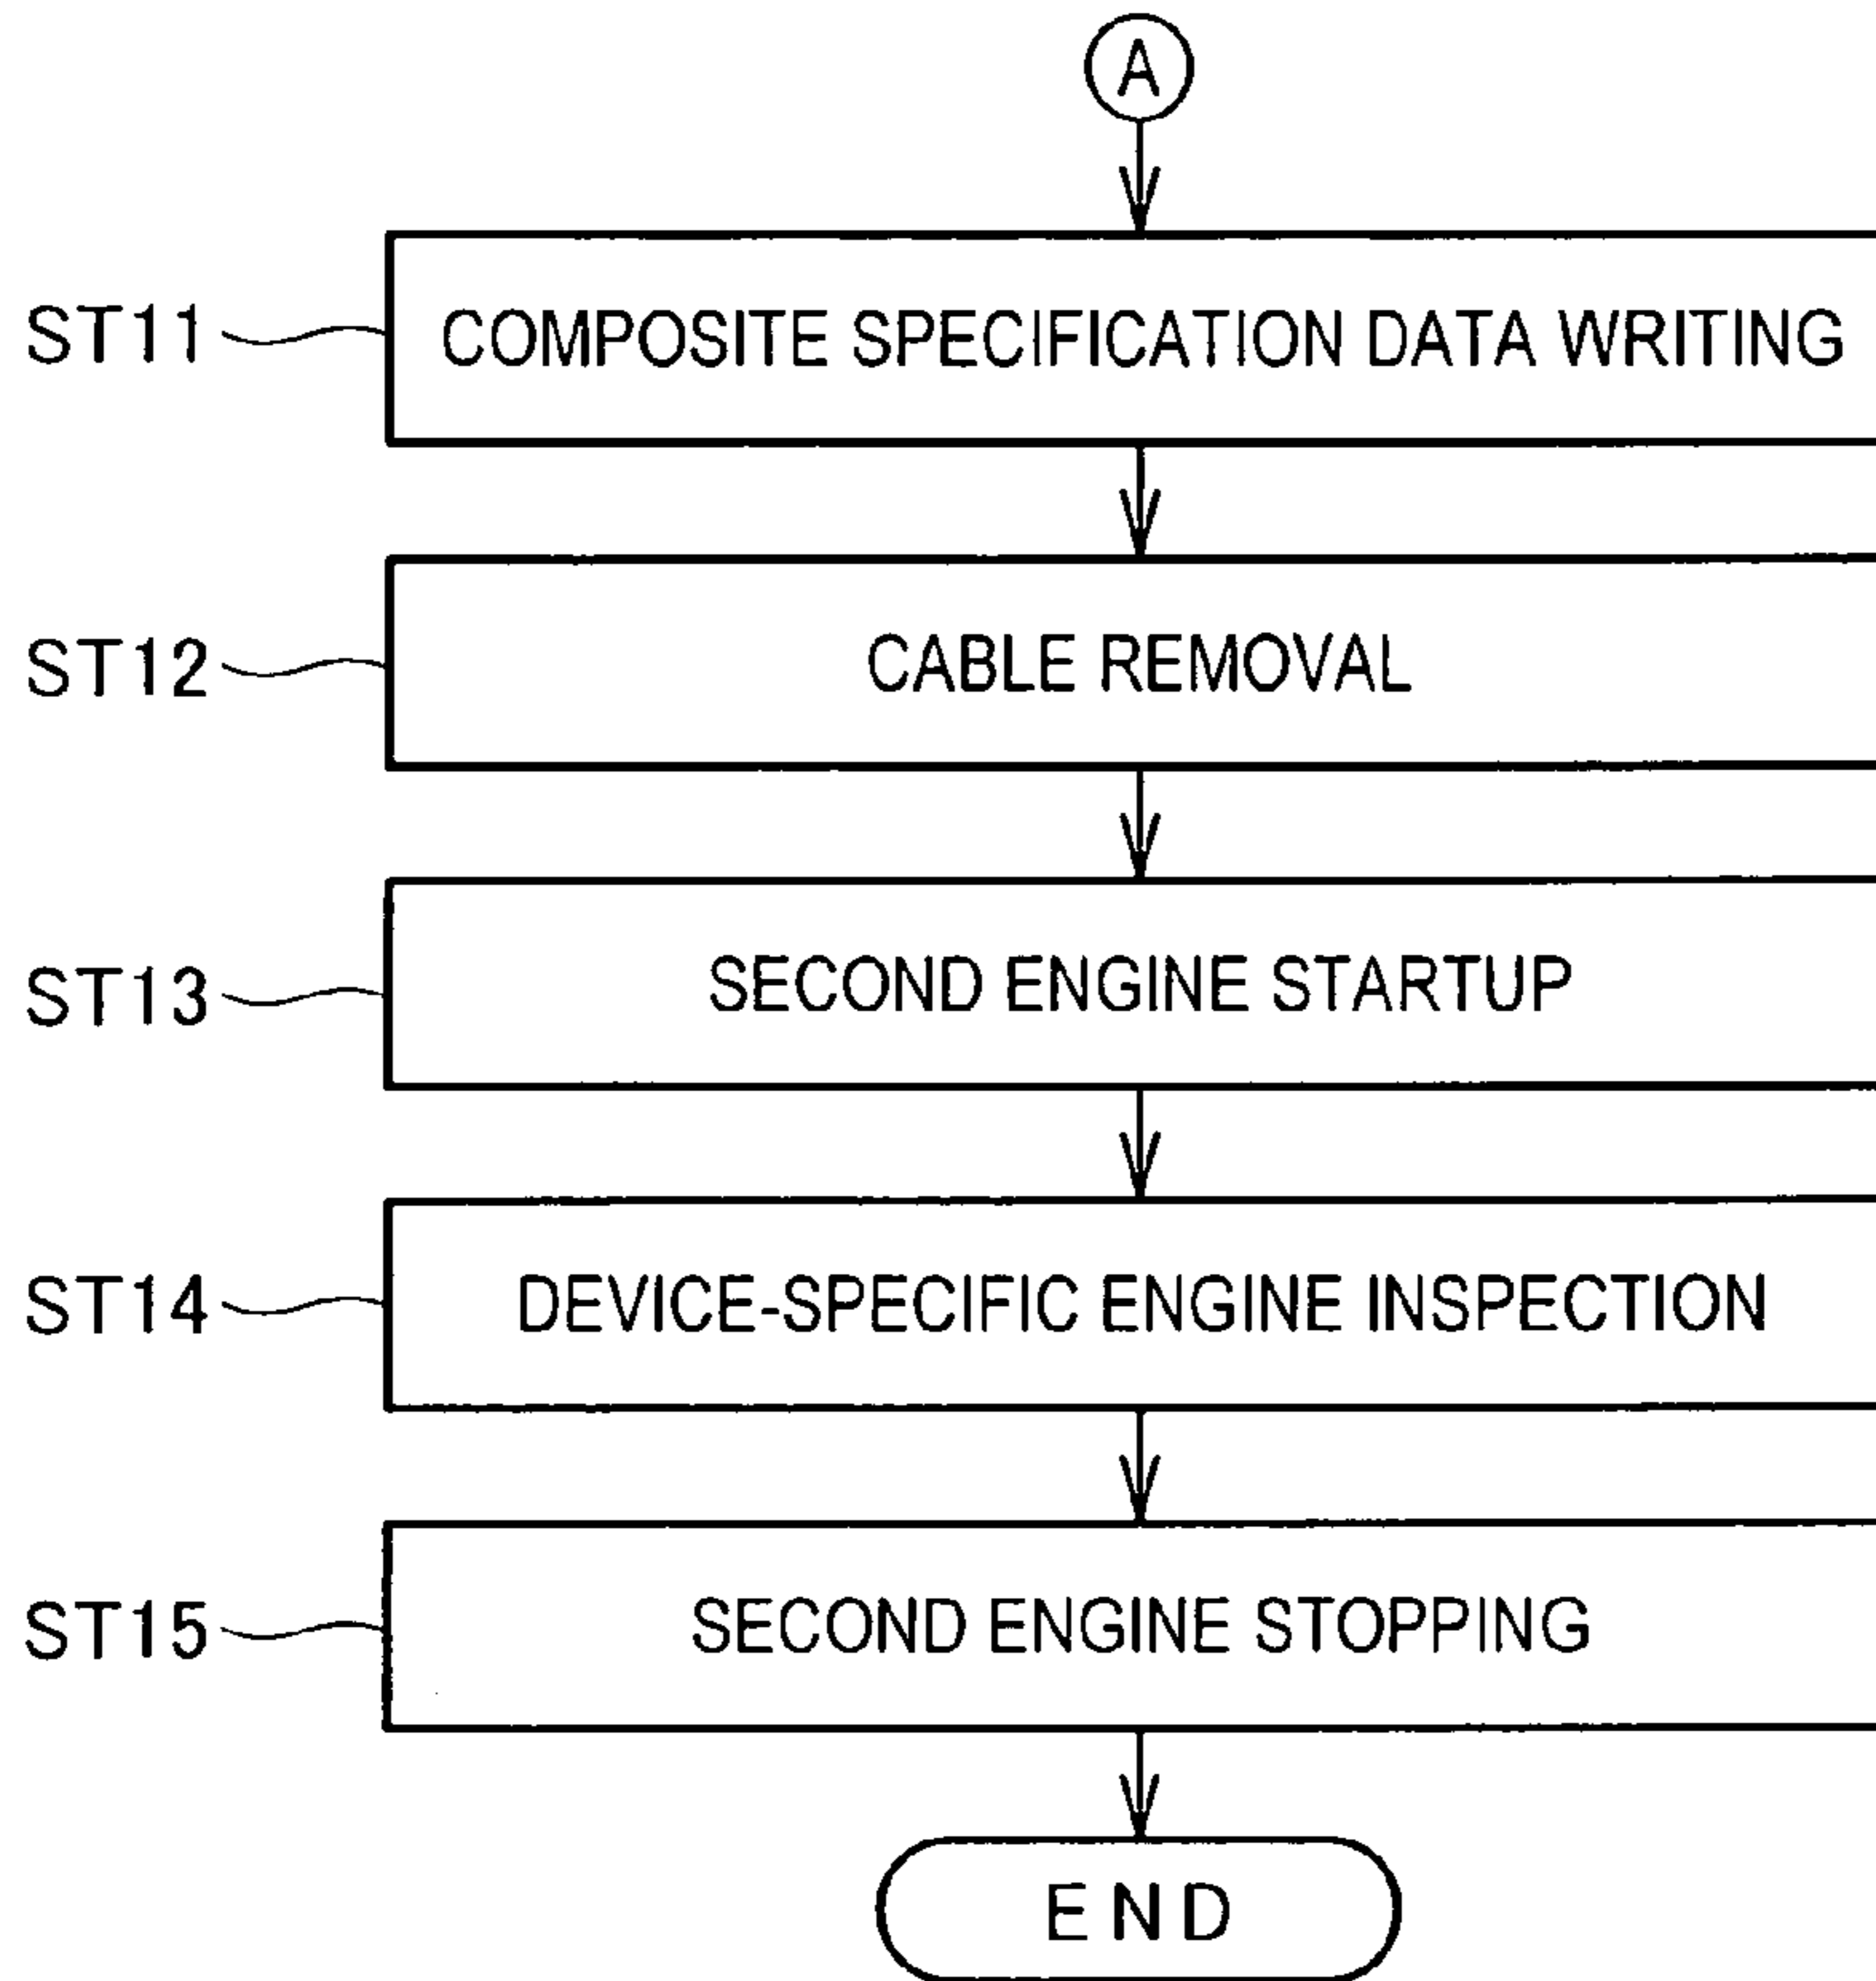 A
ST11 COMPOSITE SPECIFICATION DATA WRITING
ST12 CABLE REMOVAL
ST13 SECOND ENGINE STARTUP
ST14 DEVICE-SPECIFIC ENGINE INSPECTION
ST15 SECOND ENGINE STOPPING
END